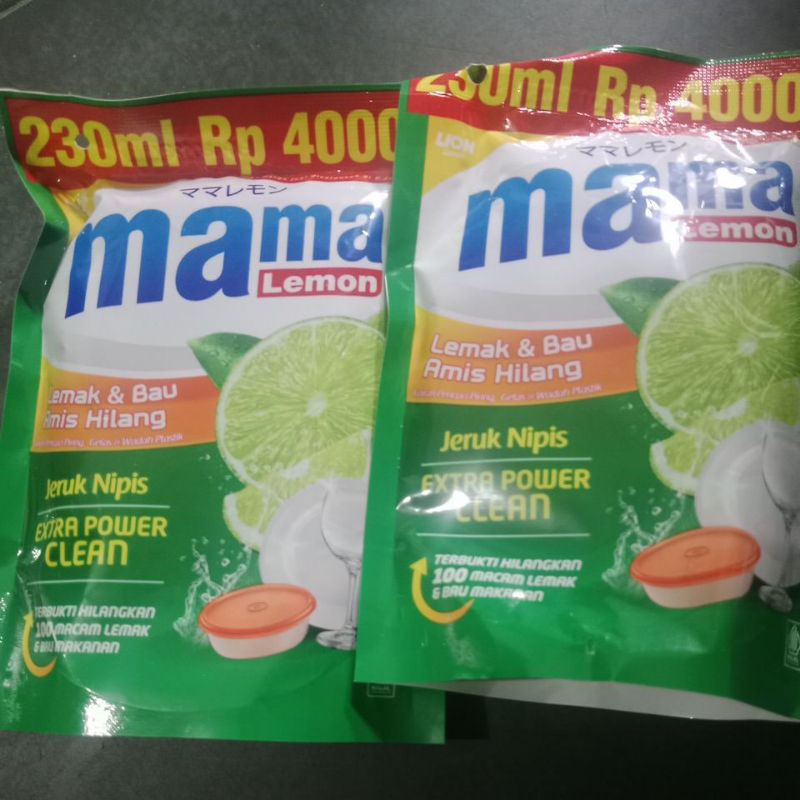 230ml Rp 4000
ママレモン
mama
Lemon
Lemak & Bau
Amis Hilang
Jeruk Nipis
EXTRA POWER
CLEAN
TERBUKTI HILANGKAN
100 MACAM LEMAK
& BAU MAKANAN
230ml Rp 4000
LION
ママレモン
mama
Lemon
Lemak & Bau
Amis Hilang
Jeruk Nipis
EXTRA POWER
CLEAN
TERBUKTI HILANGKAN
100 MACAM LEMAK
& BAU MAKANAN